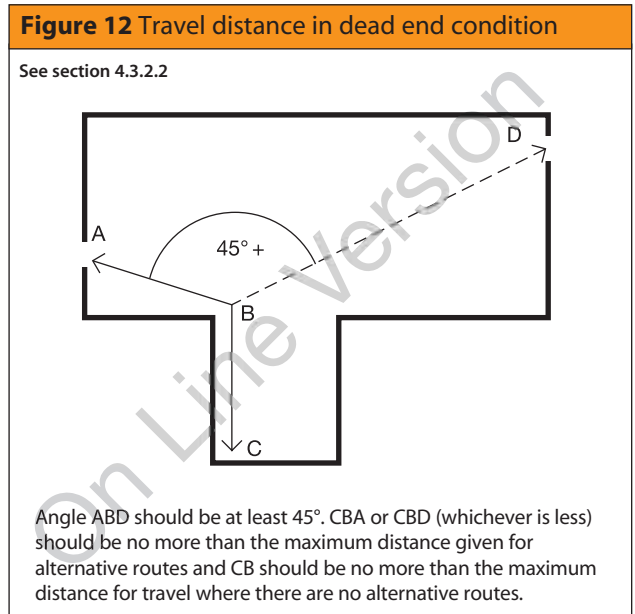 Figure 12 Travel distance in dead end condition
See section 4.3.2.2
D
A
45° +
B
C
On Line Version
Angle ABD should be at least 45°. CBA or CBD (whichever is less)
should be no more than the maximum distance given for
alternative routes and CB should be no more than the maximum
distance for travel where there are no alternative routes.